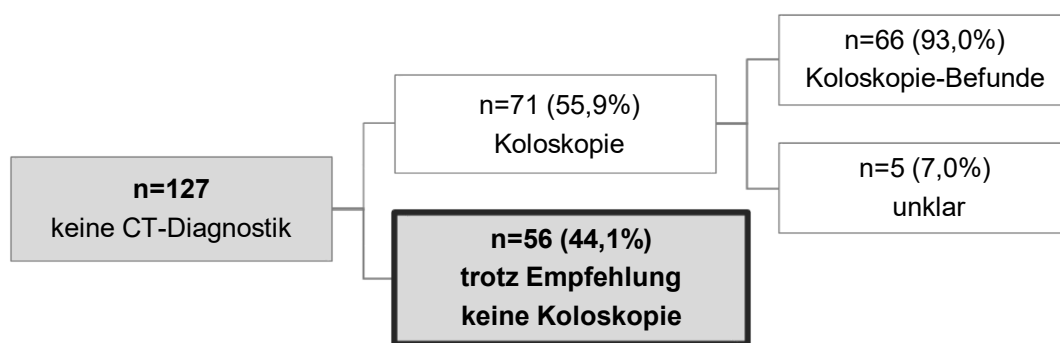 n=127
keine CT-Diagnostik
n=71 (55,9%)
Koloskopie
n=56 (44,1%)
trotz Empfehlung
keine Koloskopie
n=66 (93,0%)
Koloskopie-Befunde
n=5 (7,0%)
unklar